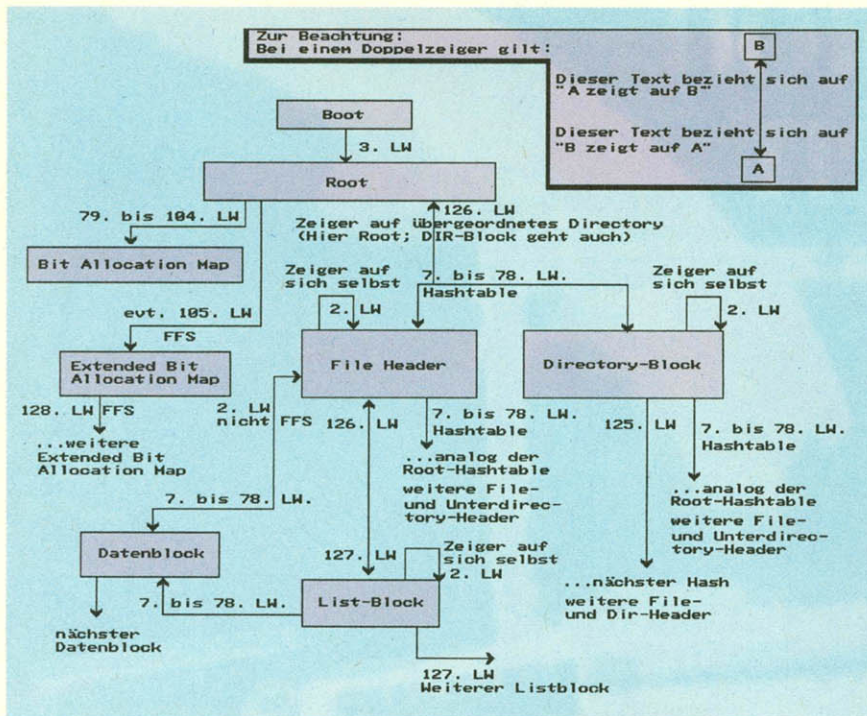 Zur Beachtung:
Bei einem Doppelzeiger gilt:
B
Dieser Text bezieht sich auf
"A zeigt auf B"
Dieser Text bezieht sich auf
"B zeigt auf A"
A
Boot
3. LW
Root
79. bis 104. LW
126. LW
Zeiger auf übergeordnetes Directory
(Hier Root; DIR-Block geht auch)
Bit Allocation Map
Zeiger auf
sich selbst
2. LW
7. bis 78. LW.
Hashtable
Zeiger auf
sich selbst
2. LW
evt. 105. LW
FFS
File Header
Directory-Block
Extended Bit
Allocation Map
128. LW FFS
...weitere
Extended Bit
Allocation Map
2. LW
nicht FFS
126. LW
7. bis 78. LW.
Hashtable
...analog der
Root-Hashtable
weitere File-
und Unterdirec-
tory-Header
125. LW
7. bis 78. LW.
Hashtable
...analog der
Root-Hashtable
weitere File-
und Unterdirec-
tory-Header
7. bis 78. LW.
Datenblock
127. LW
Zeiger auf
sich selbst
2. LW
...nächster Hash
weitere File-
und Dir-Header
7. bis 78. LW.
List-Block
nächster
Datenblock
127. LW
Weiterer Listblock